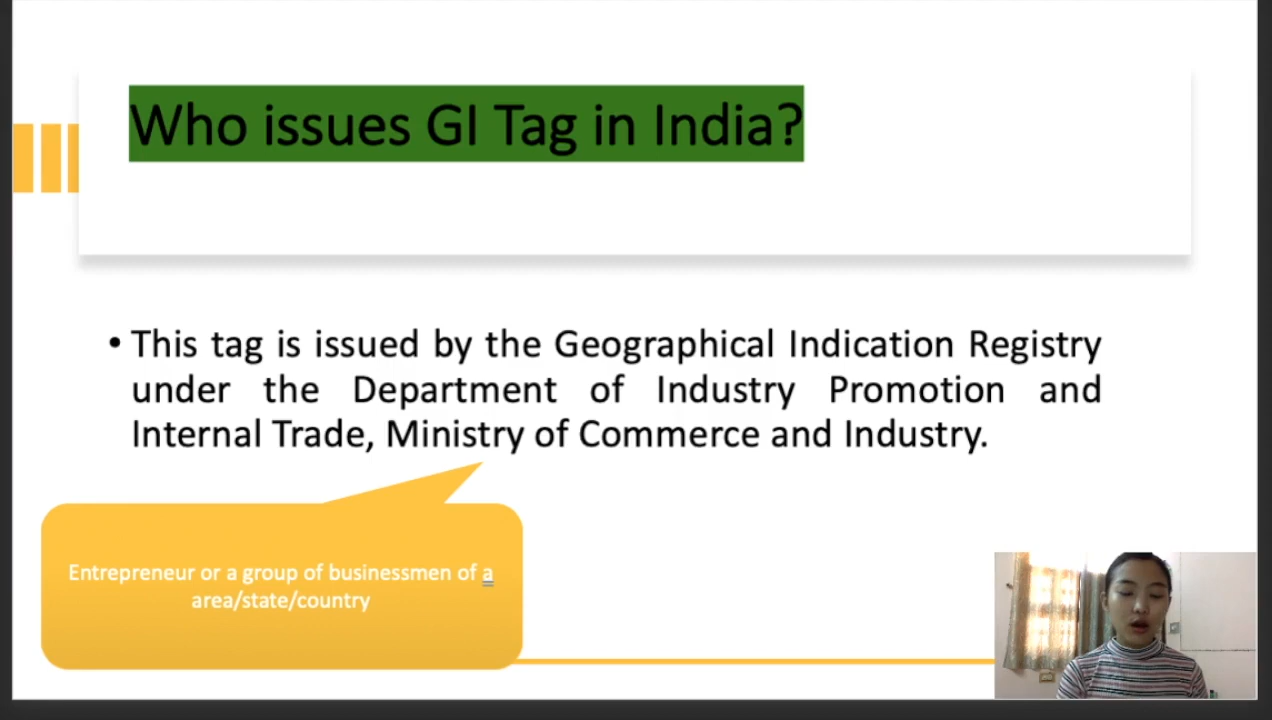 Who issues GI Tag in India?
• This tag is issued by the Geographical Indication Registry
under the Department of Industry Promotion and
Internal Trade, Ministry of Commerce and Industry.
Entrepreneur or a group of businessmen of a
area/state/country